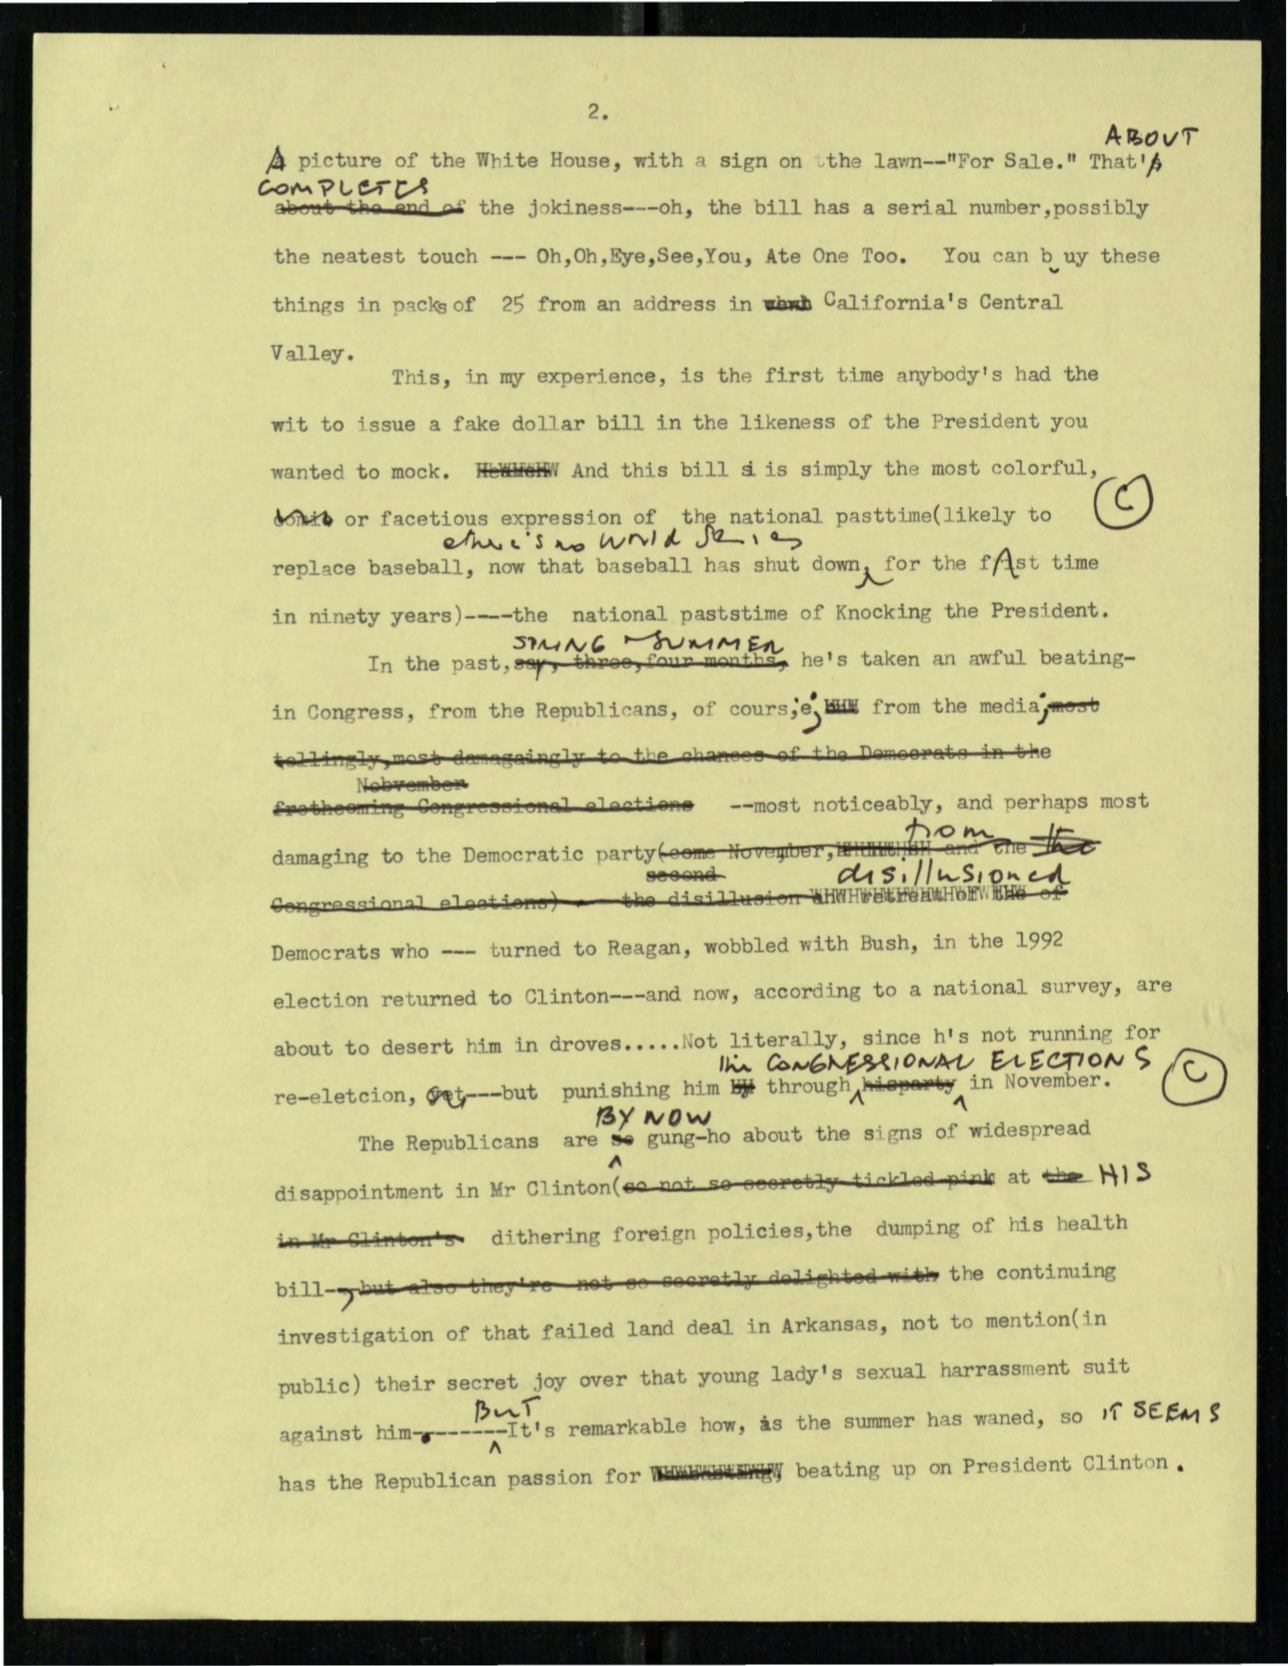 2.
ABOUT
A picture of the White House, with a sign on the lawn--"For Sale." That's
COMPLETES
about the end of the jokiness---oh, the bill has a serial number,possibly
the neatest touch --- Oh,Oh,Eye,See,You, Ate One Too. You can b uy these
things in packs of 25 from an address in California's Central
Valley.
This, in my experience, is the first time anybody's had the
wit to issue a fake dollar bill in the likeness of the President you
wanted to mock. And this bill si is simply the most colorful,
C
or facetious expression of the national pasttime(likely to
there's no World Series
replace baseball, now that baseball has shut down, for the first time
in ninety years)----the national paststime of Knocking the President.
SPRING SUMMER
In the past,say, three,four months, he's taken an awful beating-
in Congress, from the Republicans, of cours;e; from the media;most
tellingly,most damagaingly to the chances of the Democrats in the
Nobvember
frothcoming Congressional elections --most noticeably, and perhaps most
from the
damaging to the Democratic party(come November, and the
second disillusioned
Congressional elections) - the disillusion and retreat of the of
Democrats who --- turned to Reagan, wobbled with Bush, in the 1992
election returned to Clinton---and now, according to a national survey, are
about to desert him in droves.....Not literally, since h's not running for
the CONGRESSIONAL ELECTIONS
C
re-eletcion, yet,---but punishing him by through hisparty in November.
BY NOW
The Republicans are so gung-ho about the signs of widespread
disappointment in Mr Clinton(so not so secretly tickled pink at the HIS
in Mr Clinton's dithering foreign policies,the dumping of his health
bill-, but also they're not so secretly delighted with the continuing
investigation of that failed land deal in Arkansas, not to mention(in
public) their secret joy over that young lady's sexual harrassment suit
BUT
against him-.------It's remarkable how, as the summer has waned, so IT SEEMS
has the Republican passion for beating up on President Clinton.